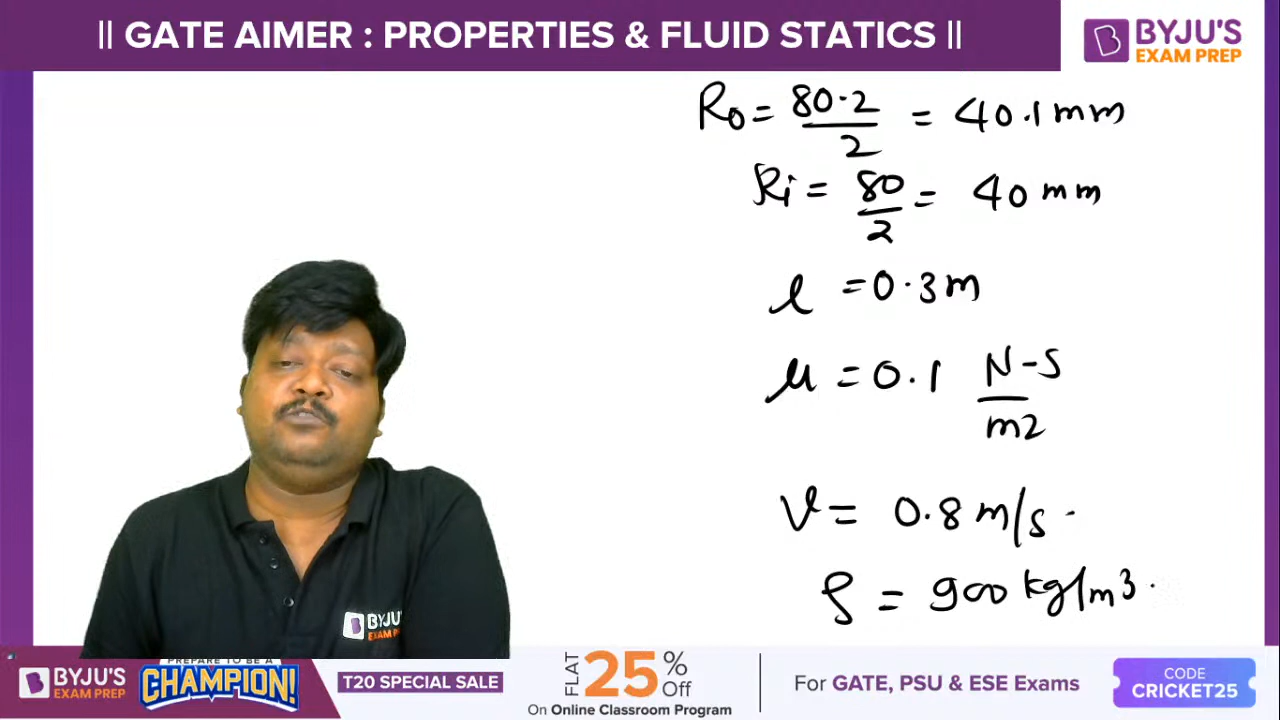 || GATE AIMER : PROPERTIES & FLUID STATICS ||
BYJU'S
EXAM PREP
Ro = 80.2/2 = 40.1 mm
Ri = 80/2 = 40 mm
l = 0.3 m
μ = 0.1 N-S/m2
V = 0.8 m/s
ρ = 900 kg/m3
BYJU'S
EXAM PREP
BYJU'S
EXAM PREP
PREPARE TO BE A
CHAMPION!
T20 SPECIAL SALE
FLAT 25% Off
On Online Classroom Program
For GATE, PSU & ESE Exams
CODE
CRICKET25